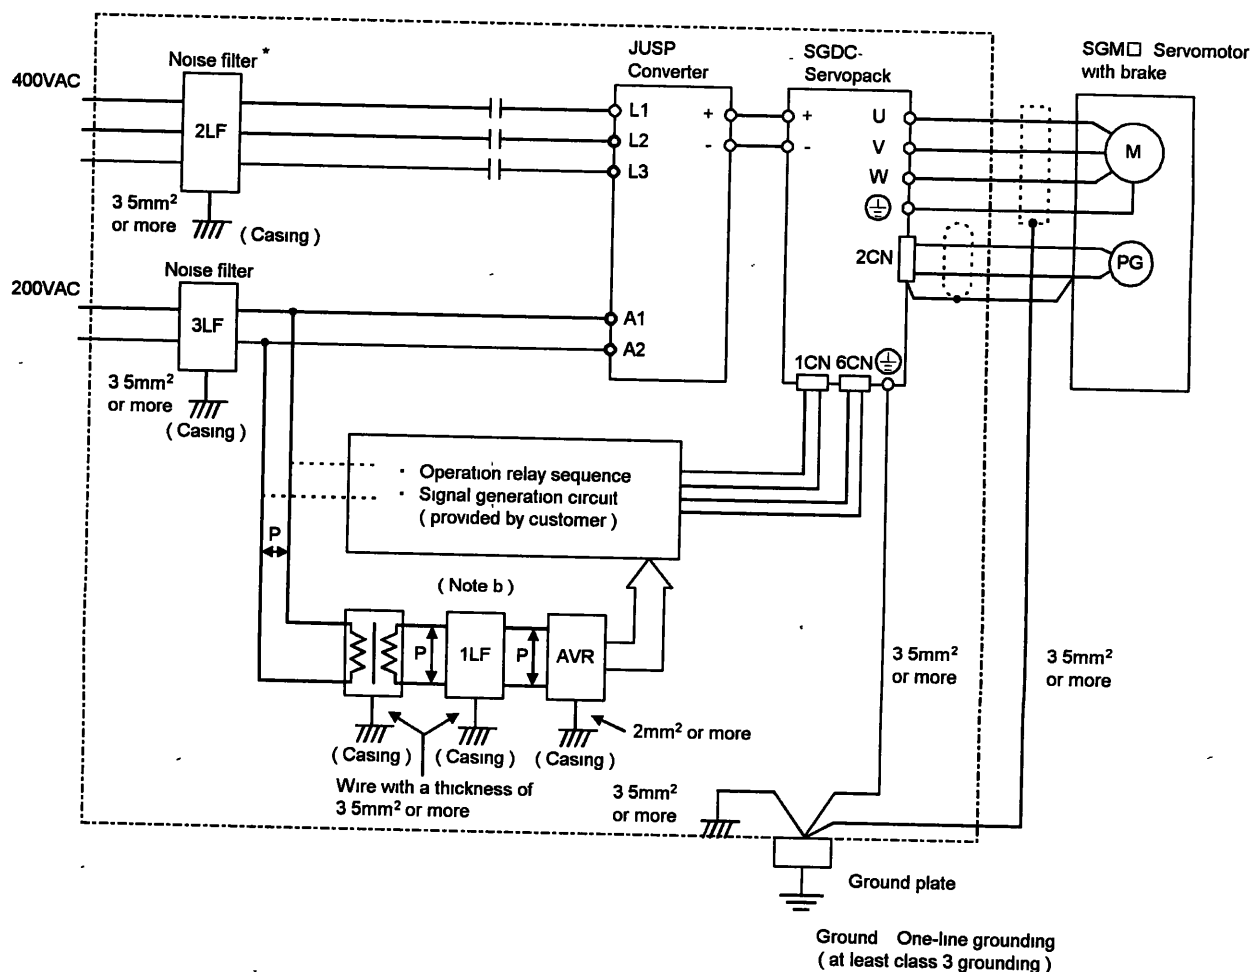 Noise filter *
400VAC
2LF
3 5mm²
or more
( Casing )
JUSP
Converter
L1
L2
L3
+
-
SGDC-
Servopack
+
-
U
V
W
2CN
SGM□ Servomotor
with brake
M
PG
Noise filter
200VAC
3LF
3 5mm²
or more
( Casing )
A1
A2
1CN 6CN
· Operation relay sequence
· Signal generation circuit
( provided by customer )
P
( Note b )
P
1LF
P
AVR
( Casing )
( Casing )
( Casing )
2mm² or more
Wire with a thickness of
3 5mm² or more
3 5mm²
or more
3 5mm²
or more
3 5mm²
or more
Ground plate
Ground One-line grounding
( at least class 3 grounding )